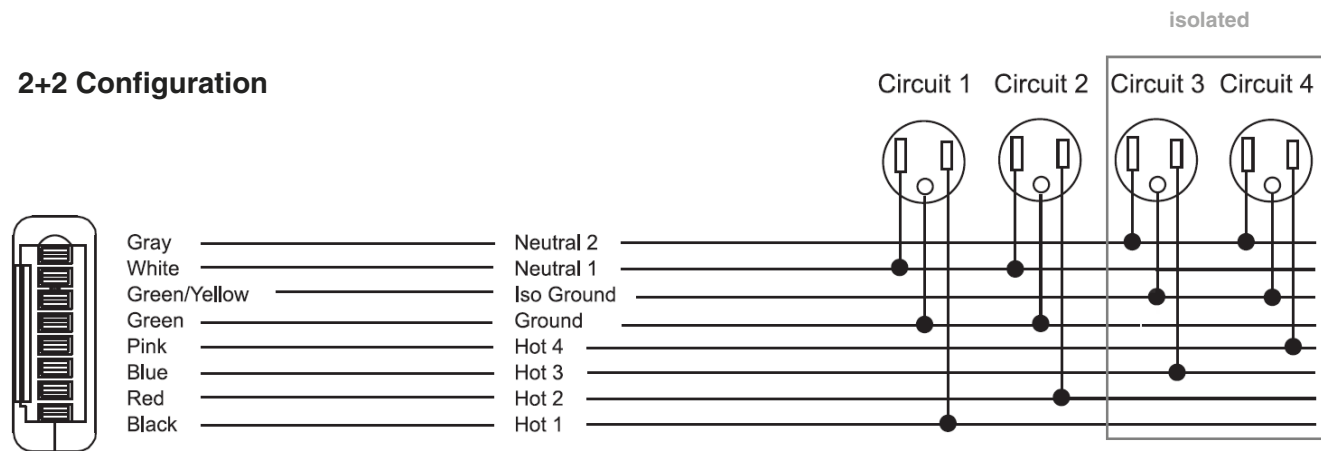 isolated
2+2 Configuration
Circuit 1 Circuit 2 Circuit 3 Circuit 4
Gray Neutral 2
White Neutral 1
Green/Yellow Iso Ground
Green Ground
Pink Hot 4
Blue Hot 3
Red Hot 2
Black Hot 1